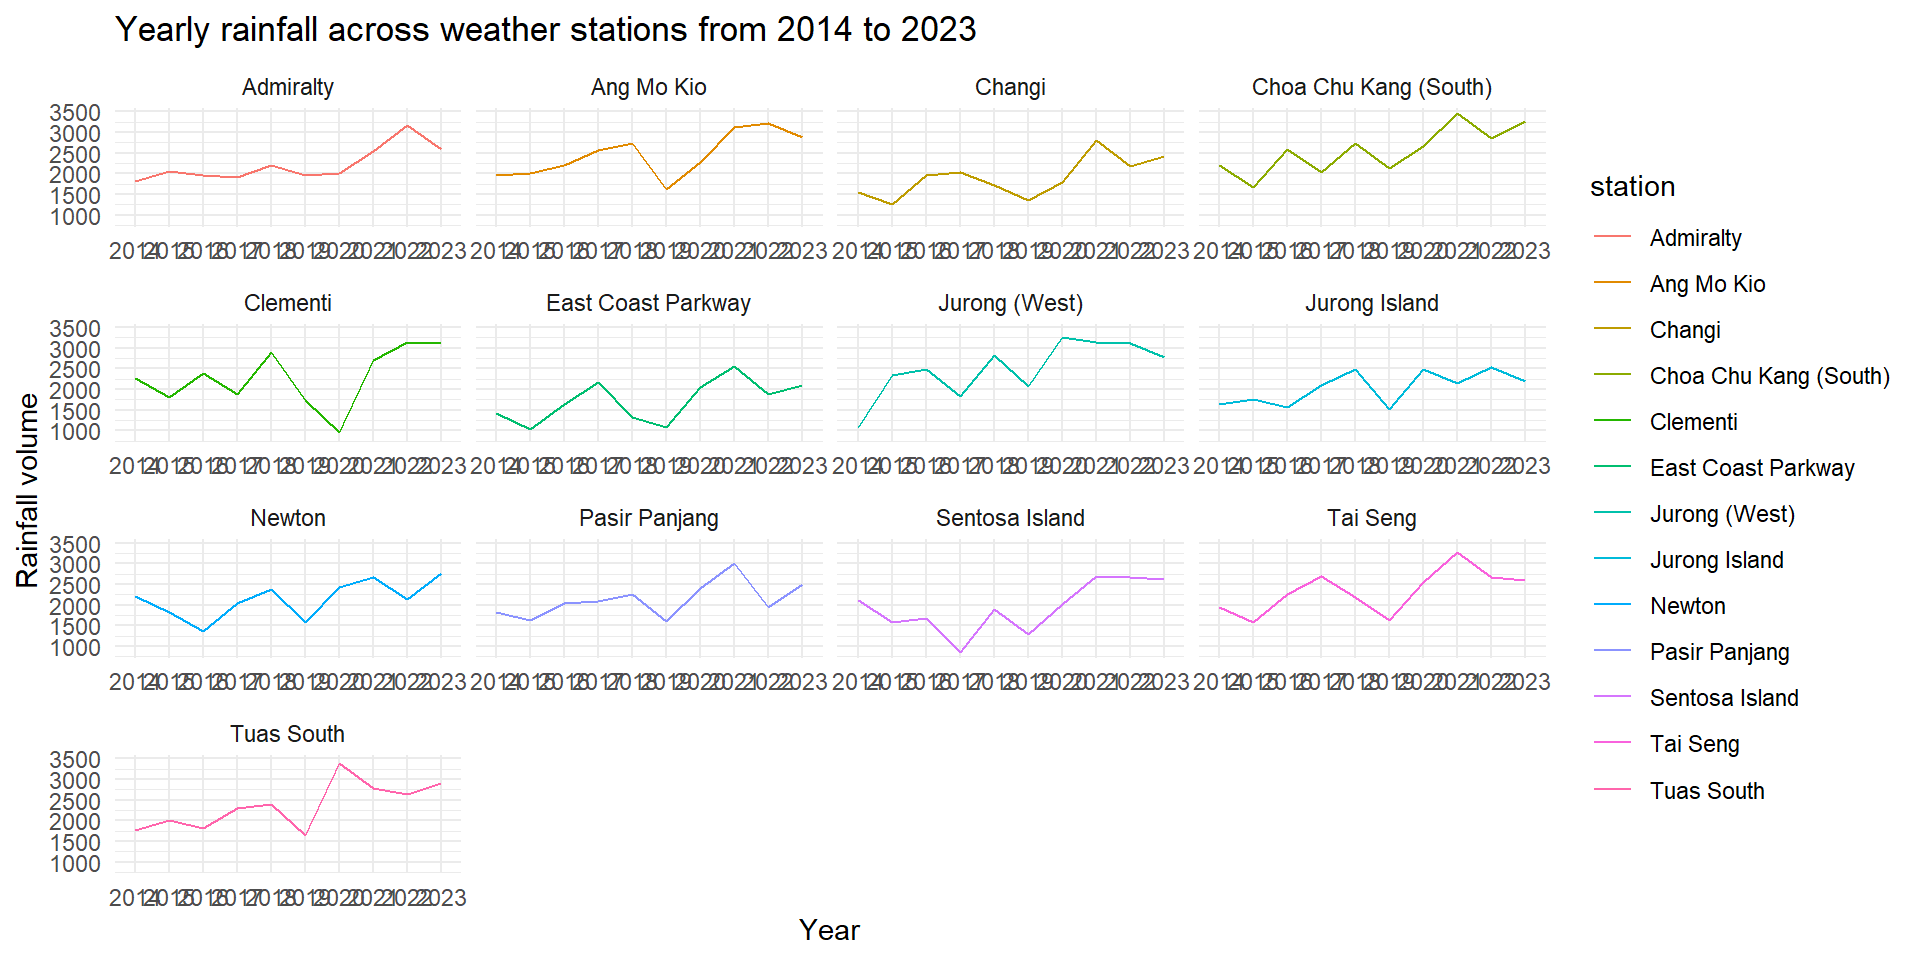 Yearly rainfall across weather stations from 2014 to 2023
Admiralty Ang Mo Kio Changi Choa Chu Kang (South)
3500
3000
2500
2000
1500
1000
2014 2015 2016 2017 2018 2019 2020 2021 2022 2023 2014 2015 2016 2017 2018 2019 2020 2021 2022 2023 2014 2015 2016 2017 2018 2019 2020 2021 2022 2023 2014 2015 2016 2017 2018 2019 2020 2021 2022 2023
Clementi East Coast Parkway Jurong (West) Jurong Island
3500
3000
2500
2000
1500
1000
2014 2015 2016 2017 2018 2019 2020 2021 2022 2023 2014 2015 2016 2017 2018 2019 2020 2021 2022 2023 2014 2015 2016 2017 2018 2019 2020 2021 2022 2023 2014 2015 2016 2017 2018 2019 2020 2021 2022 2023
Newton Pasir Panjang Sentosa Island Tai Seng
3500
3000
2500
2000
1500
1000
2014 2015 2016 2017 2018 2019 2020 2021 2022 2023 2014 2015 2016 2017 2018 2019 2020 2021 2022 2023 2014 2015 2016 2017 2018 2019 2020 2021 2022 2023 2014 2015 2016 2017 2018 2019 2020 2021 2022 2023
Tuas South
3500
3000
2500
2000
1500
1000
2014 2015 2016 2017 2018 2019 2020 2021 2022 2023
Rainfall volume
Year
station
Admiralty
Ang Mo Kio
Changi
Choa Chu Kang (South)
Clementi
East Coast Parkway
Jurong (West)
Jurong Island
Newton
Pasir Panjang
Sentosa Island
Tai Seng
Tuas South